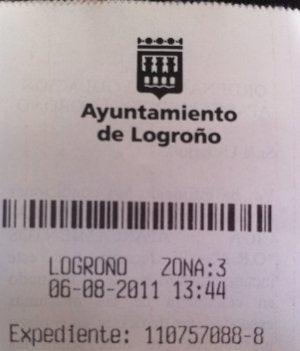 Ayuntamiento
de Logroño
LOGROÑO ZONA:3
06-08-2011 13:44
Expediente: 110757088-8